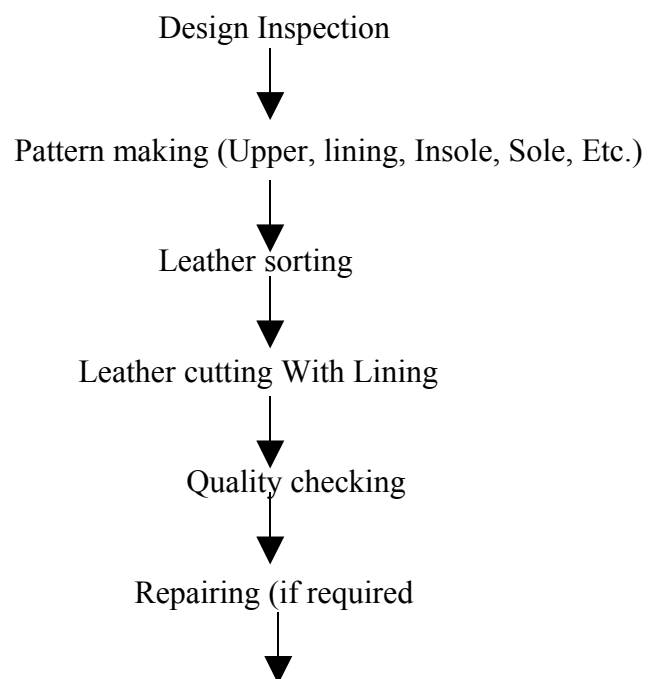 Design Inspection
Pattern making (Upper, lining, Insole, Sole, Etc.)
Leather sorting
Leather cutting With Lining
Quality checking
Repairing (if required